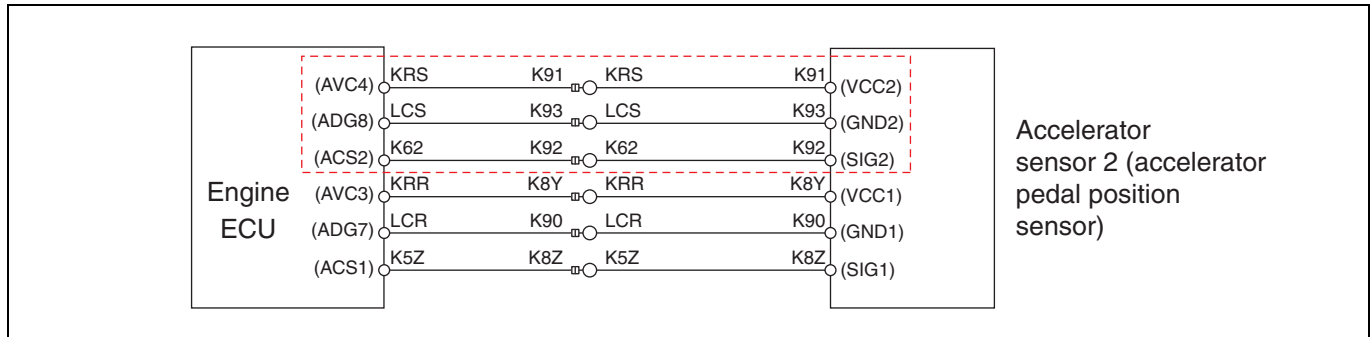 (AVC4) KRS K91 KRS K91 (VCC2)
(ADG8) LCS K93 LCS K93 (GND2)
(ACS2) K62 K92 K62 K92 (SIG2)
(AVC3) KRR K8Y KRR K8Y (VCC1)
(ADG7) LCR K90 LCR K90 (GND1)
(ACS1) K5Z K8Z K5Z K8Z (SIG1)
Engine
ECU
Accelerator
sensor 2 (accelerator
pedal position
sensor)